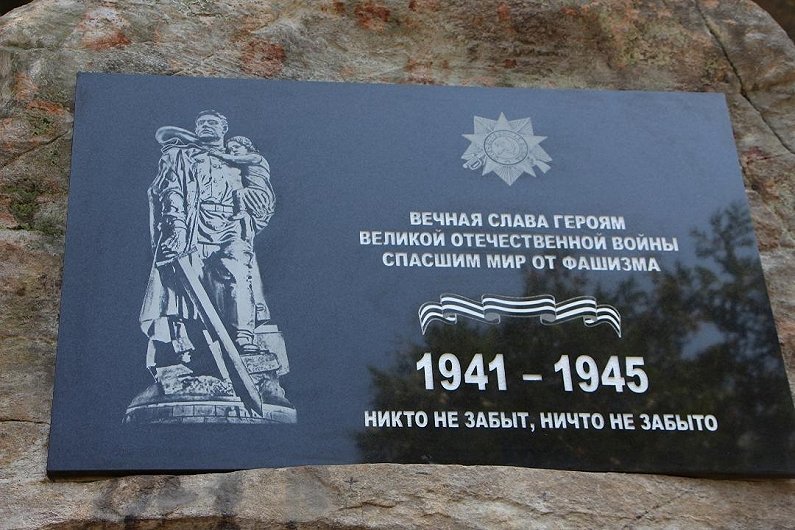 ВЕЧНАЯ СЛАВА ГЕРОЯМ
ВЕЛИКОЙ ОТЕЧЕСТВЕННОЙ ВОЙНЫ
СПАСШИМ МИР ОТ ФАШИЗМА
1941 – 1945
НИКТО НЕ ЗАБЫТ, НИЧТО НЕ ЗАБЫТО